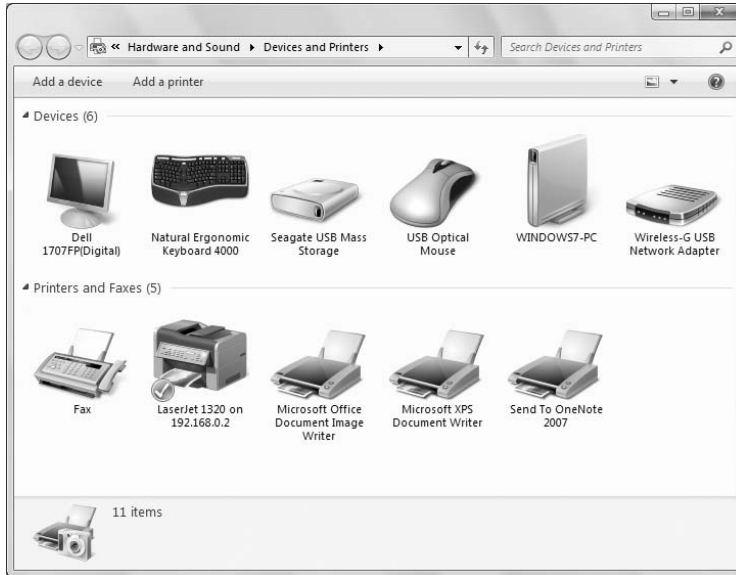 « Hardware and Sound ▸ Devices and Printers ▸
Search Devices and Printers
Add a device Add a printer
Devices (6)
Dell
1707FP(Digital)
Natural Ergonomic
Keyboard 4000
Seagate USB Mass
Storage
USB Optical
Mouse
WINDOWS7-PC
Wireless-G USB
Network Adapter
Printers and Faxes (5)
Fax
LaserJet 1320 on
192.168.0.2
Microsoft Office
Document Image
Writer
Microsoft XPS
Document Writer
Send To OneNote
2007
11 items